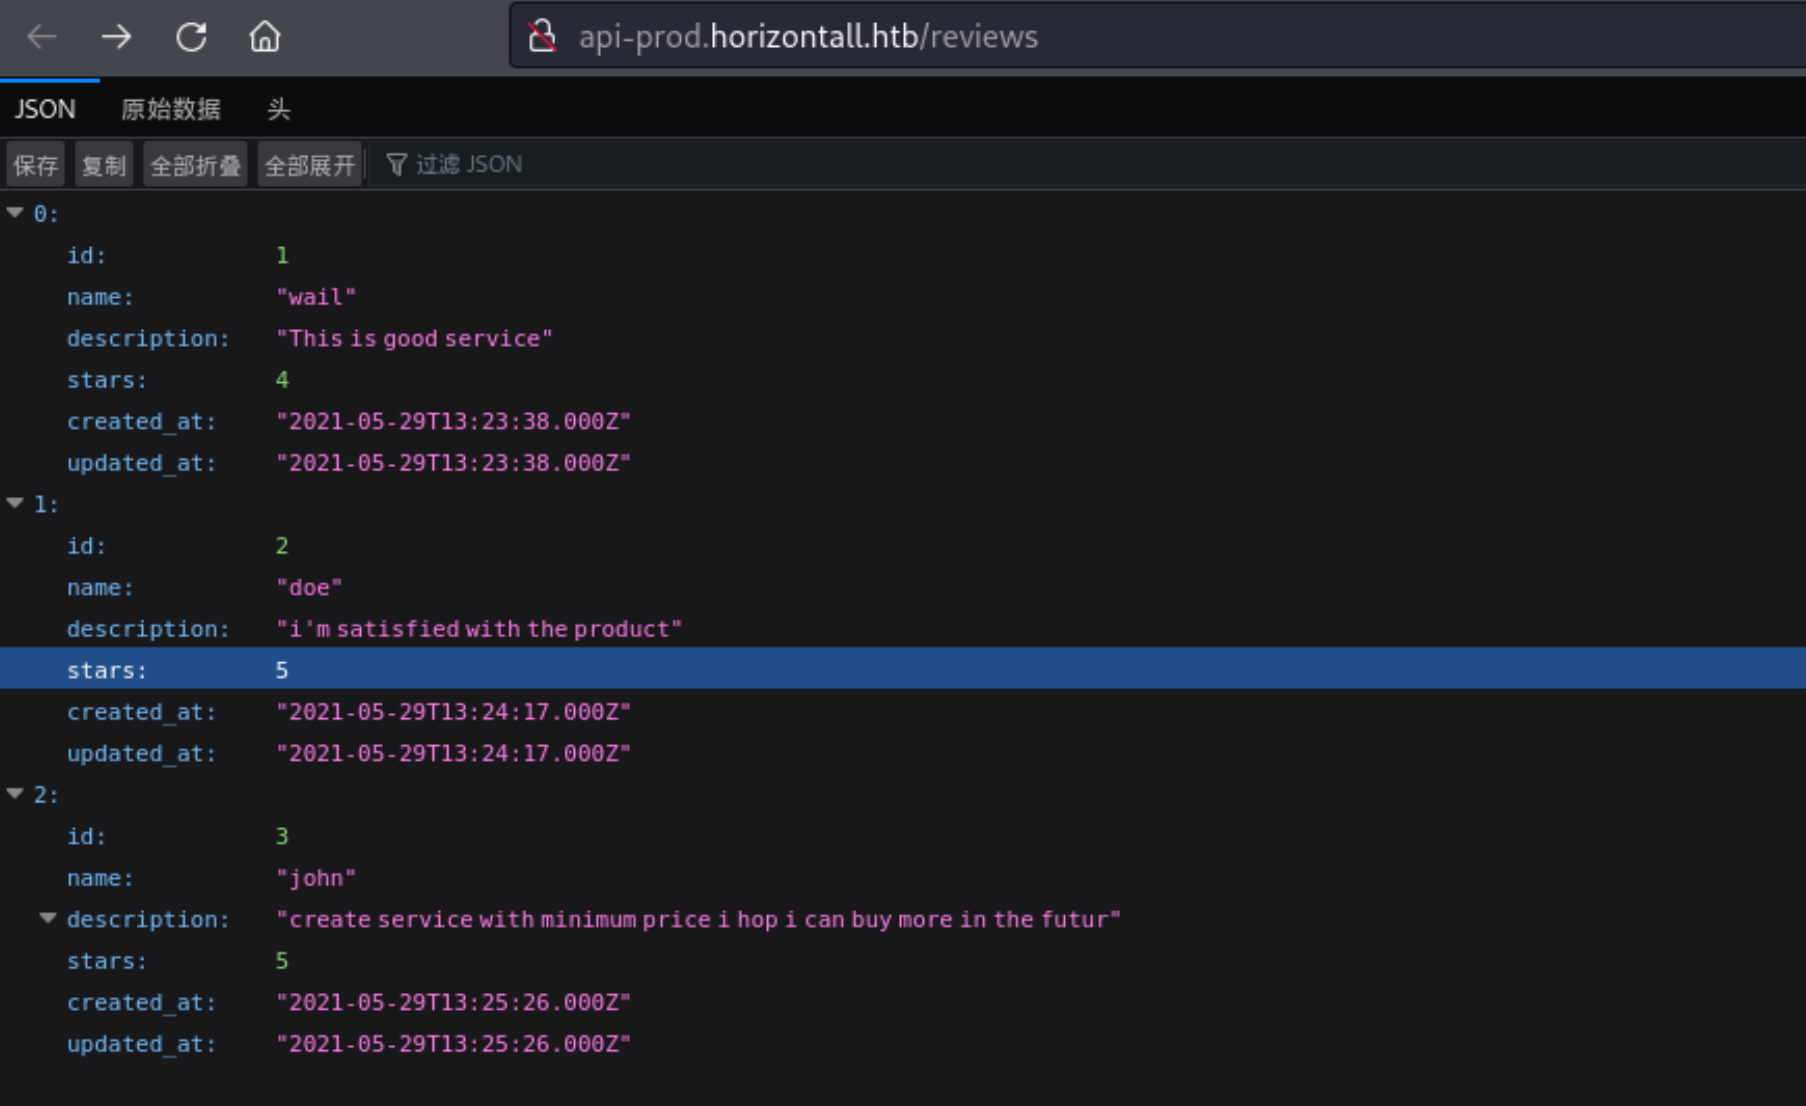 api-prod.horizontall.htb/reviews
JSON 原始数据 头
保存 复制 全部折叠 全部展开 过滤 JSON
0:
id: 1
name: "wail"
description: "This is good service"
stars: 4
created_at: "2021-05-29T13:23:38.000Z"
updated_at: "2021-05-29T13:23:38.000Z"
1:
id: 2
name: "doe"
description: "i'm satisfied with the product"
stars: 5
created_at: "2021-05-29T13:24:17.000Z"
updated_at: "2021-05-29T13:24:17.000Z"
2:
id: 3
name: "john"
description: "create service with minimum price i hop i can buy more in the futur"
stars: 5
created_at: "2021-05-29T13:25:26.000Z"
updated_at: "2021-05-29T13:25:26.000Z"